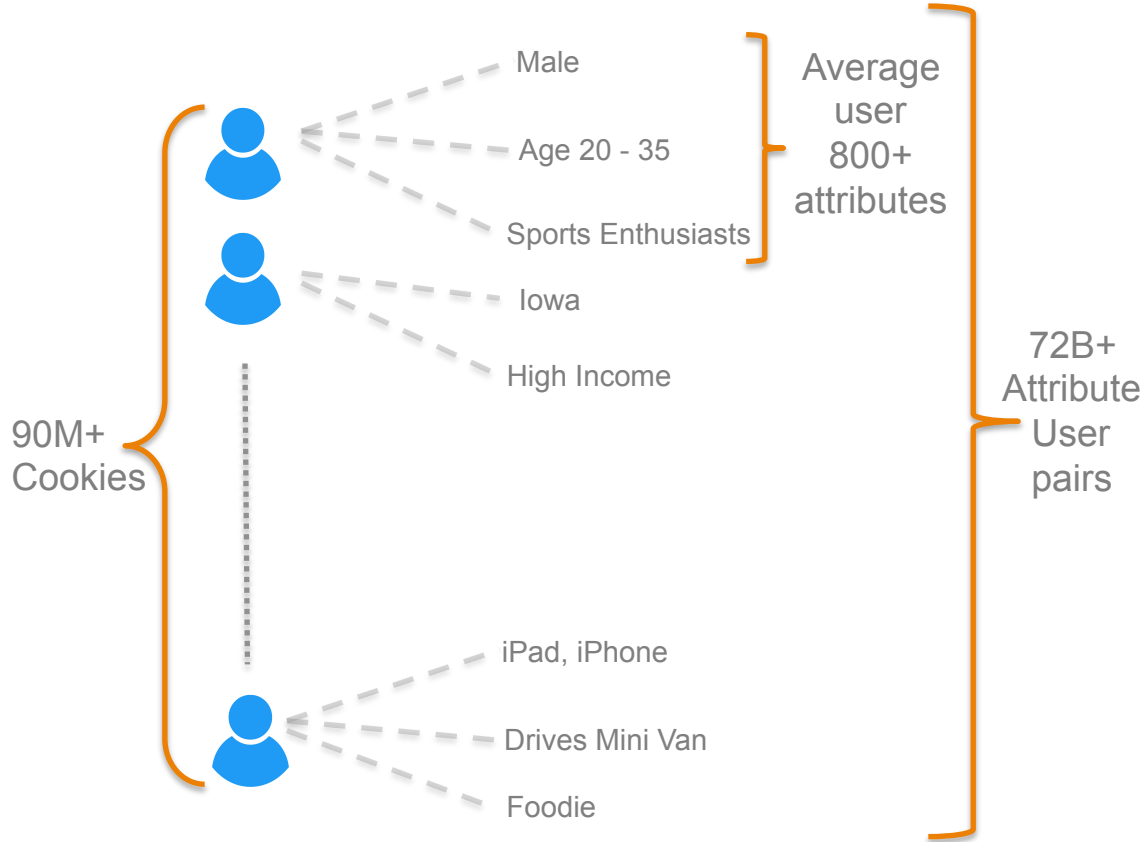 Male
Age 20 - 35
Sports Enthusiasts
Average
user
800+
attributes
Iowa
High Income
90M+
Cookies
72B+
Attribute
User
pairs
iPad, iPhone
Drives Mini Van
Foodie